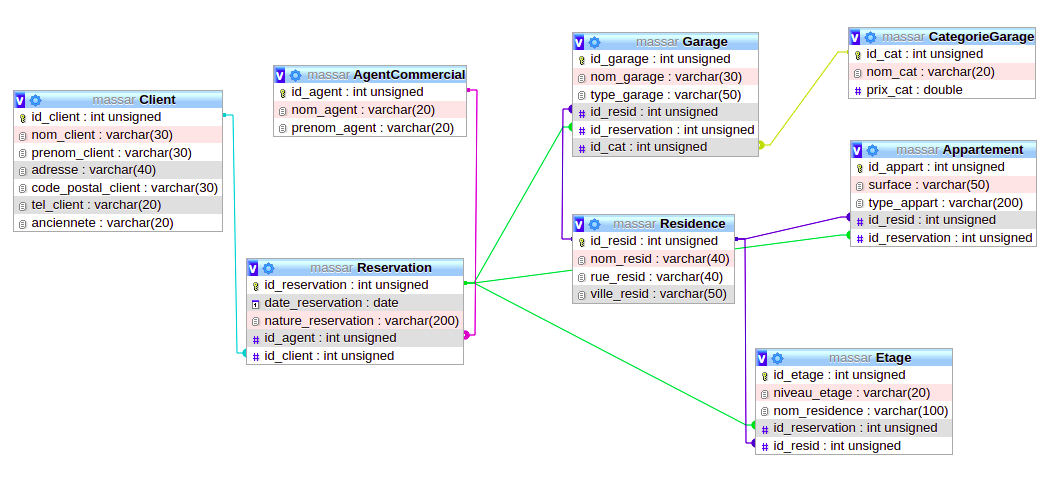 massar Client
id_client : int unsigned
nom_client : varchar(30)
prenom_client : varchar(30)
adresse : varchar(40)
code_postal_client : varchar(30)
tel_client : varchar(20)
anciennete : varchar(20)
massar AgentCommercial
id_agent : int unsigned
nom_agent : varchar(20)
prenom_agent : varchar(20)
massar Reservation
id_reservation : int unsigned
date_reservation : date
nature_reservation : varchar(200)
id_agent : int unsigned
id_client : int unsigned
massar Garage
id_garage : int unsigned
nom_garage : varchar(30)
type_garage : varchar(50)
id_resid : int unsigned
id_reservation : int unsigned
id_cat : int unsigned
massar Residence
id_resid : int unsigned
nom_resid : varchar(40)
rue_resid : varchar(40)
ville_resid : varchar(50)
massar CategorieGarage
id_cat : int unsigned
nom_cat : varchar(20)
prix_cat : double
massar Appartement
id_appart : int unsigned
surface : varchar(50)
type_appart : varchar(200)
id_resid : int unsigned
id_reservation : int unsigned
massar Etage
id_etage : int unsigned
niveau_etage : varchar(20)
nom_residence : varchar(100)
id_reservation : int unsigned
id_resid : int unsigned